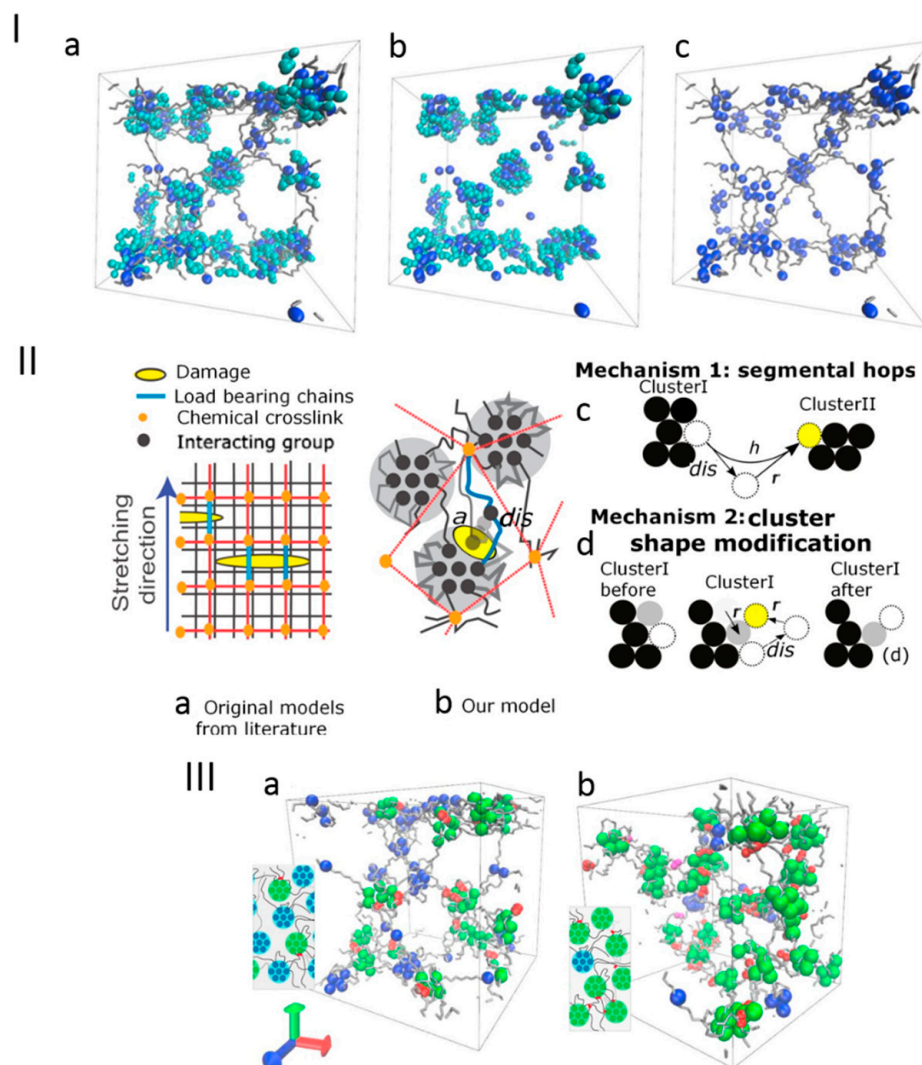 I
a
b
c
II
Damage
Load bearing chains
Chemical crosslink
Interacting group
Stretching
direction
a Original models
from literature
a
dis
b Our model
Mechanism 1: segmental hops
c
ClusterI
ClusterII
dis
h
r
Mechanism 2: cluster
shape modification
d
ClusterI
before
ClusterI
r
r
dis
ClusterI
after
(d)
III
a
b